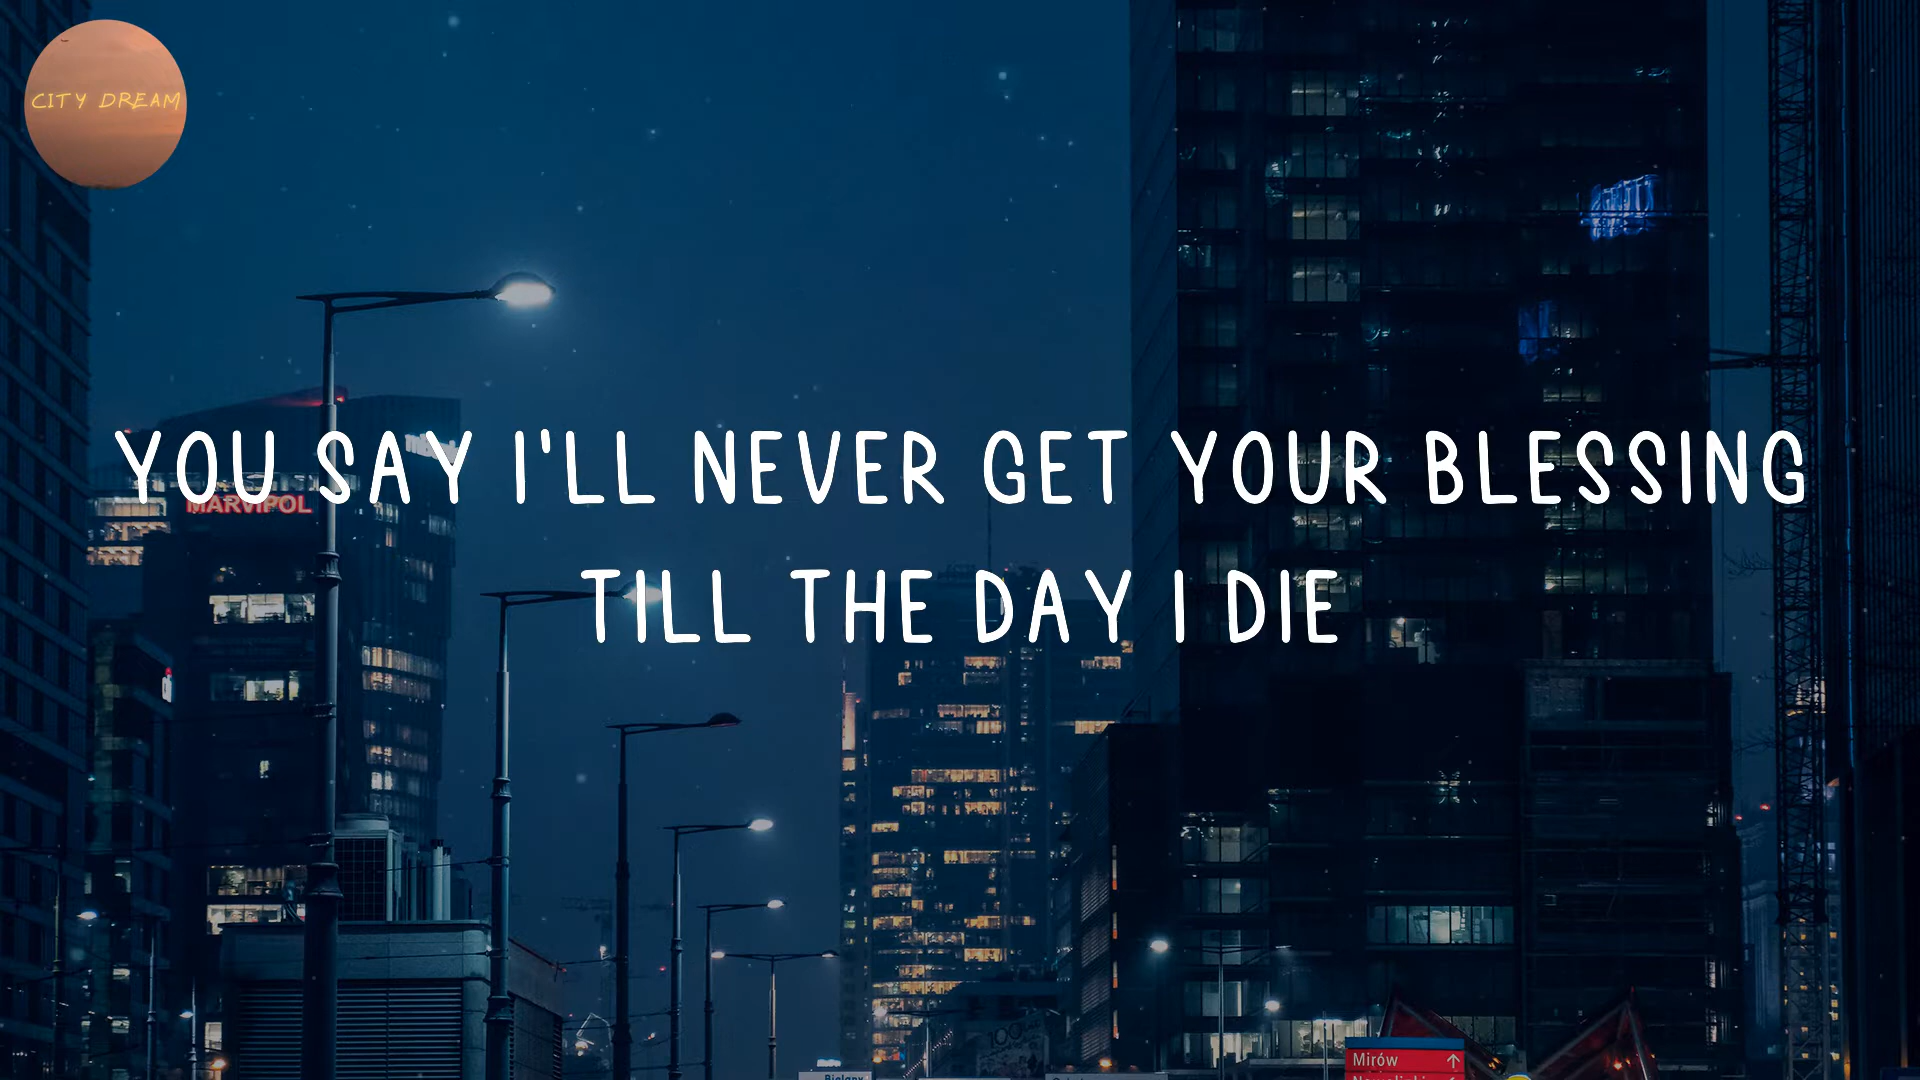 CITY DREAM
YOU SAY I'LL NEVER GET YOUR BLESSING
MARVIPOL
TILL THE DAY I DIE
Mirów